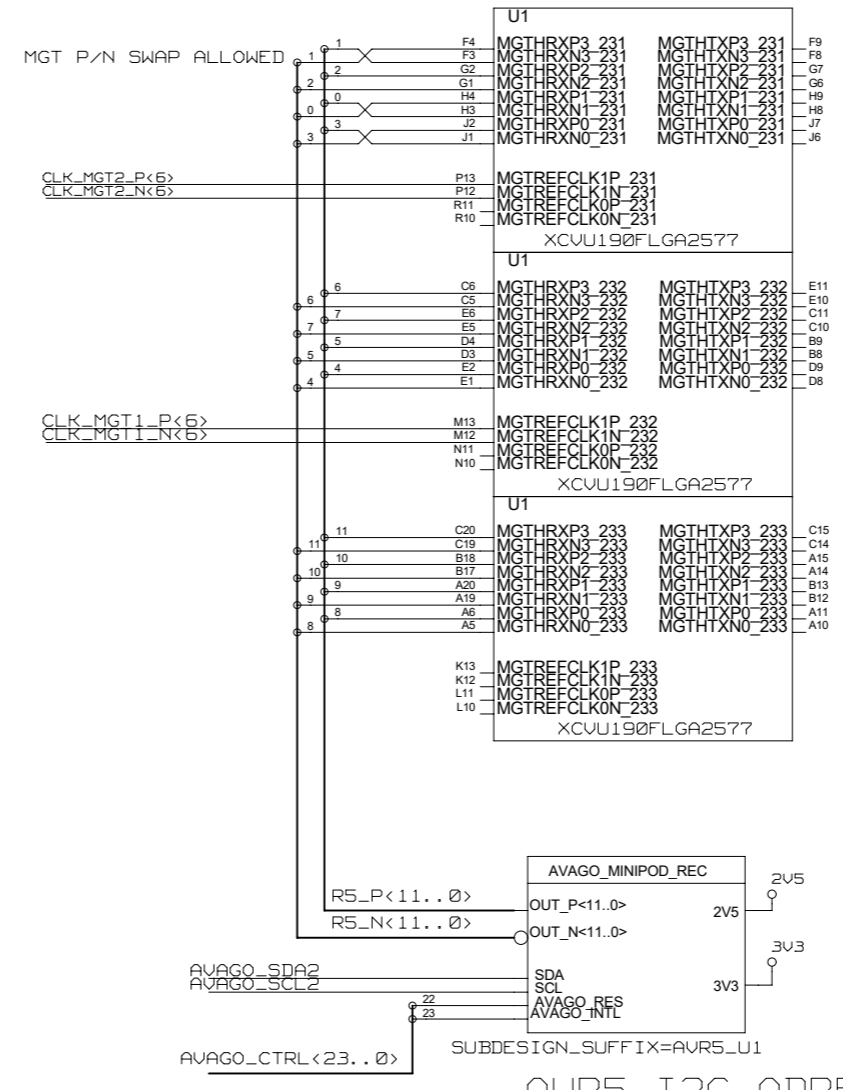 U1
MGT P/N SWAP ALLOWED
1 F4 MGTHRXP3_231 MGTHTXP3_231 F9
1 F3 MGTHRXN3_231 MGTHTXN3_231 F8
2 G2 MGTHRXP2_231 MGTHTXP2_231 G7
2 G1 MGTHRXN2_231 MGTHTXN2_231 G6
0 H4 MGTHRXP1_231 MGTHTXP1_231 H9
0 H3 MGTHRXN1_231 MGTHTXN1_231 H8
3 J2 MGTHRXP0_231 MGTHTXP0_231 J7
3 J1 MGTHRXN0_231 MGTHTXN0_231 J6
CLK_MGT2_P<6> P13 MGTREFCLK1P_231
CLK_MGT2_N<6> P12 MGTREFCLK1N_231
R11 MGTREFCLK0P_231
R10 MGTREFCLK0N_231
XCVU190FLGA2577
U1
6 C6 MGTHRXP3_232 MGTHTXP3_232 E11
6 C5 MGTHRXN3_232 MGTHTXN3_232 E10
7 E6 MGTHRXP2_232 MGTHTXP2_232 C11
7 E5 MGTHRXN2_232 MGTHTXN2_232 C10
5 D4 MGTHRXP1_232 MGTHTXP1_232 B9
5 D3 MGTHRXN1_232 MGTHTXN1_232 B8
4 E2 MGTHRXP0_232 MGTHTXP0_232 D9
4 E1 MGTHRXN0_232 MGTHTXN0_232 D8
CLK_MGT1_P<6> M13 MGTREFCLK1P_232
CLK_MGT1_N<6> M12 MGTREFCLK1N_232
N11 MGTREFCLK0P_232
N10 MGTREFCLK0N_232
XCVU190FLGA2577
U1
11 C20 MGTHRXP3_233 MGTHTXP3_233 C15
11 C19 MGTHRXN3_233 MGTHTXN3_233 C14
10 B18 MGTHRXP2_233 MGTHTXP2_233 A15
10 B17 MGTHRXN2_233 MGTHTXN2_233 A14
9 A20 MGTHRXP1_233 MGTHTXP1_233 B13
9 A19 MGTHRXN1_233 MGTHTXN1_233 B12
8 A6 MGTHRXP0_233 MGTHTXP0_233 A11
8 A5 MGTHRXN0_233 MGTHTXN0_233 A10
K13 MGTREFCLK1P_233
K12 MGTREFCLK1N_233
L11 MGTREFCLK0P_233
L10 MGTREFCLK0N_233
XCVU190FLGA2577
AVAGO_MINIPOD_REC
2V5
R5_P<11..0> OUT_P<11..0> 2V5
R5_N<11..0> OUT_N<11..0>
3V3
AVAGO_SDA2 SDA
AVAGO_SCL2 SCL 3V3
22 AVAGO_RES
23 AVAGO_INTL
AVAGO_CTRL<23..0>
SUBDESIGN_SUFFIX=AVR5_U1